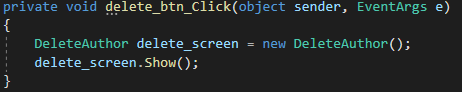 private void delete_btn_Click(object sender, EventArgs e)
{
    DeleteAuthor delete_screen = new DeleteAuthor();
    delete_screen.Show();
}